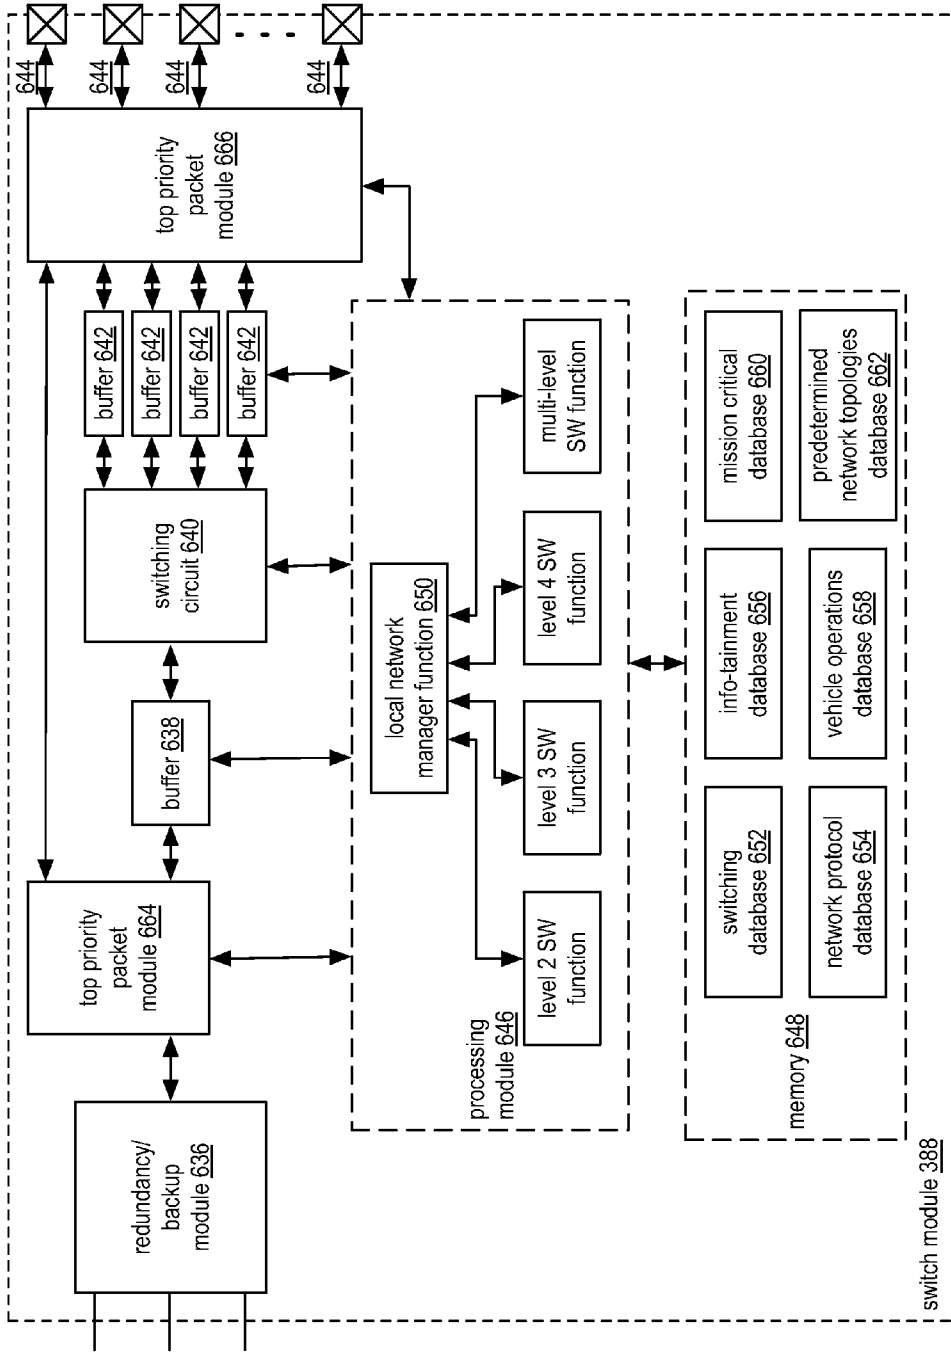 redundancy/
backup
module 636
top priority
packet
module 664
buffer 638
switching
circuit 640
buffer 642
buffer 642
buffer 642
buffer 642
top priority
packet
module 666
644
644
644
644
processing
module 646
local network
manager function 650
level 2 SW
function
level 3 SW
function
level 4 SW
function
multi-level
SW function
memory 648
switching
database 652
info-tainment
database 656
mission critical
database 660
network protocol
database 654
vehicle operations
database 658
predetermined
network topologies
database 662
switch module 388